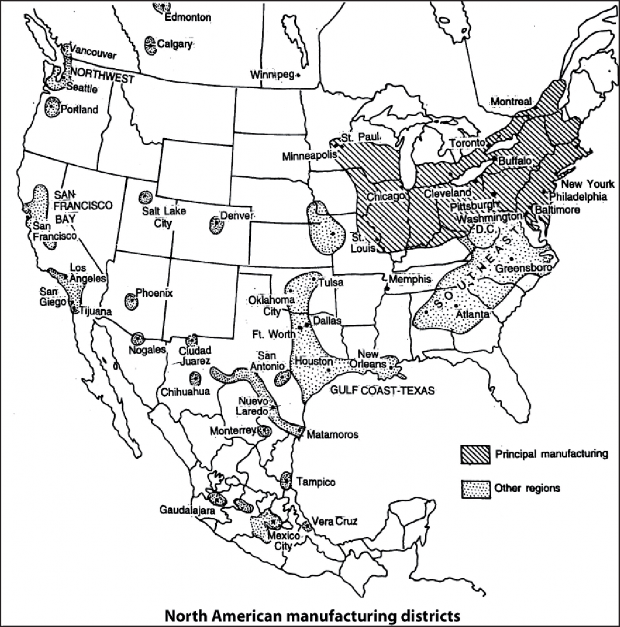 Edmonton
Calgary
Vancouver
NORTHWEST
Seattle
Portland
Winnipeg
Montreal
St. Paul
Minneapolis
Toronto
Buffalo
Chicago
Cleveland
Pittsburg
New Yourk
Philadelphia
Washmington
D.C.
Baltimore
SAN
FRANCISCO
BAY
San
Francisco
Salt Lake
City
Denver
St.
Louis
SOUTHEAST
Greensboro
Los
Angeles
San
Giego
Tijuana
Phoenix
Oklahoma
City
Tulsa
Memphis
Atlanta
Nogales
Ciudad
Juarez
Dallas
Ft. Worth
San
Antonio
Houston
New
Orleans
GULF COAST-TEXAS
Chihuahua
Nuevo
Laredo
Monterrey
Matamoros
Principal manufacturing
Other regions
Tampico
Gaudalajara
Vera Cruz
Mexico
City
North American manufacturing districts